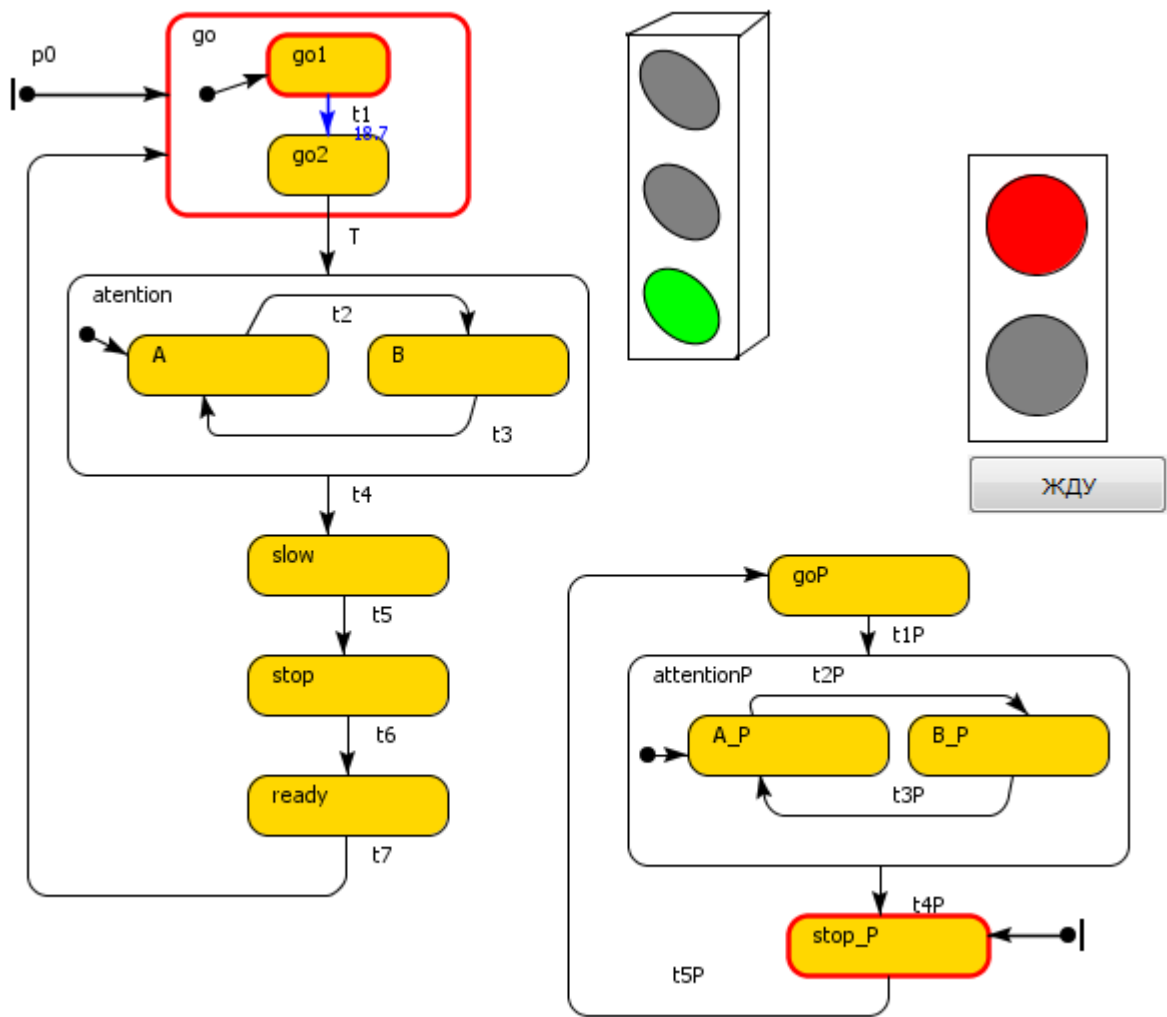 p0
go
go1
t1
18.7
go2
T
atention
t2
A
B
t3
t4
slow
t5
stop
t6
ready
t7
ЖДУ
goP
t1P
attentionP
t2P
A_P
B_P
t3P
t4P
stop_P
t5P